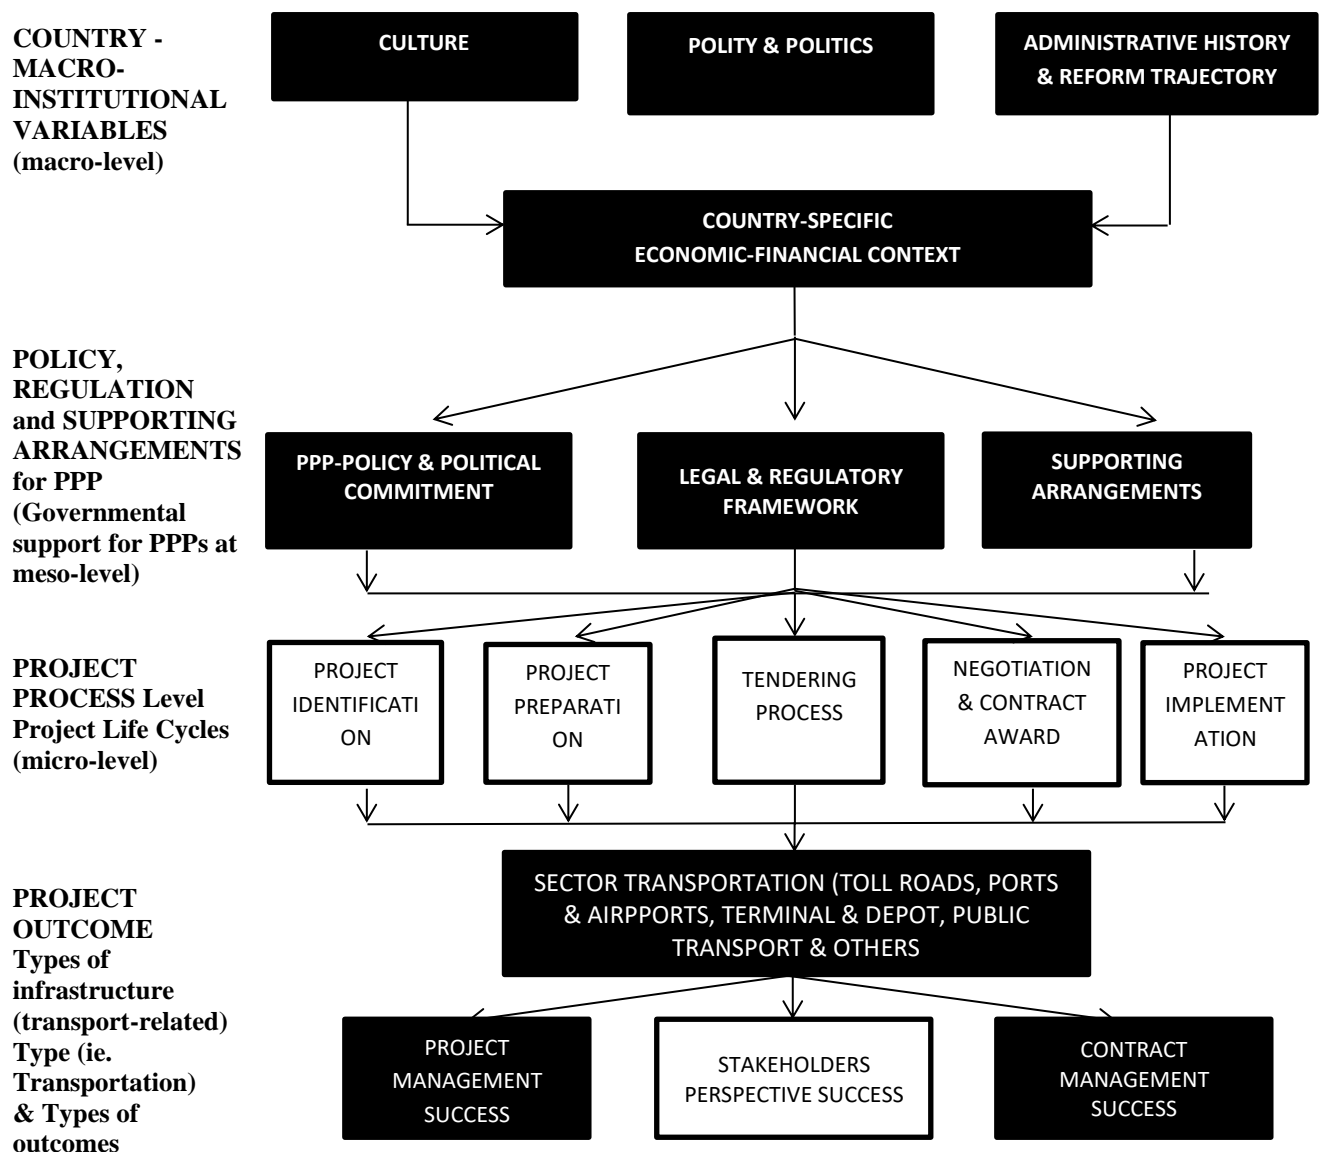 COUNTRY -
MACRO-
INSTITUTIONAL
VARIABLES
(macro-level)
CULTURE
POLITY & POLITICS
ADMINISTRATIVE HISTORY
& REFORM TRAJECTORY
COUNTRY-SPECIFIC
ECONOMIC-FINANCIAL CONTEXT
POLICY,
REGULATION
and SUPPORTING
ARRANGEMENTS
for PPP
(Governmental
support for PPPs at
meso-level)
PPP-POLICY & POLITICAL
COMMITMENT
LEGAL & REGULATORY
FRAMEWORK
SUPPORTING
ARRANGEMENTS
PROJECT
PROCESS Level
Project Life Cycles
(micro-level)
PROJECT
IDENTIFICATI
ON
PROJECT
PREPARATI
ON
TENDERING
PROCESS
NEGOTIATION
& CONTRACT
AWARD
PROJECT
IMPLEMENT
ATION
PROJECT
OUTCOME
Types of
infrastructure
(transport-related)
Type (ie.
Transportation)
& Types of
outcomes
SECTOR TRANSPORTATION (TOLL ROADS, PORTS
& AIRPPORTS, TERMINAL & DEPOT, PUBLIC
TRANSPORT & OTHERS
PROJECT
MANAGEMENT
SUCCESS
STAKEHOLDERS
PERSPECTIVE SUCCESS
CONTRACT
MANAGEMENT
SUCCESS